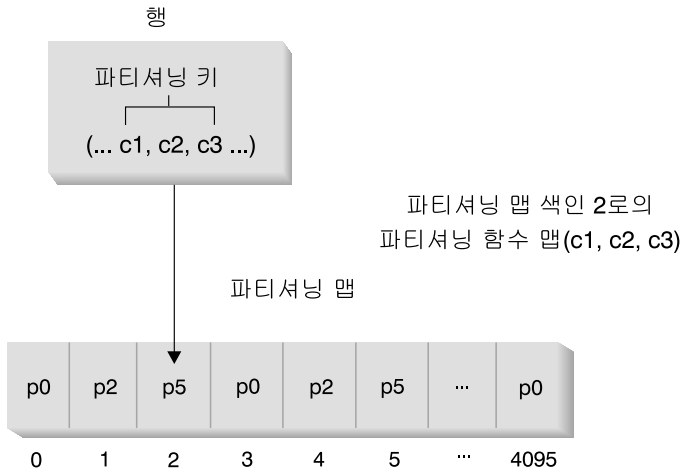 행
파티셔닝 키
(... c1, c2, c3 ...)
파티셔닝 맵 색인 2로의
파티셔닝 함수 맵(c1, c2, c3)
파티셔닝 맵
p0 p2 p5 p0 p2 p5 ... p0
0 1 2 3 4 5 ... 4095